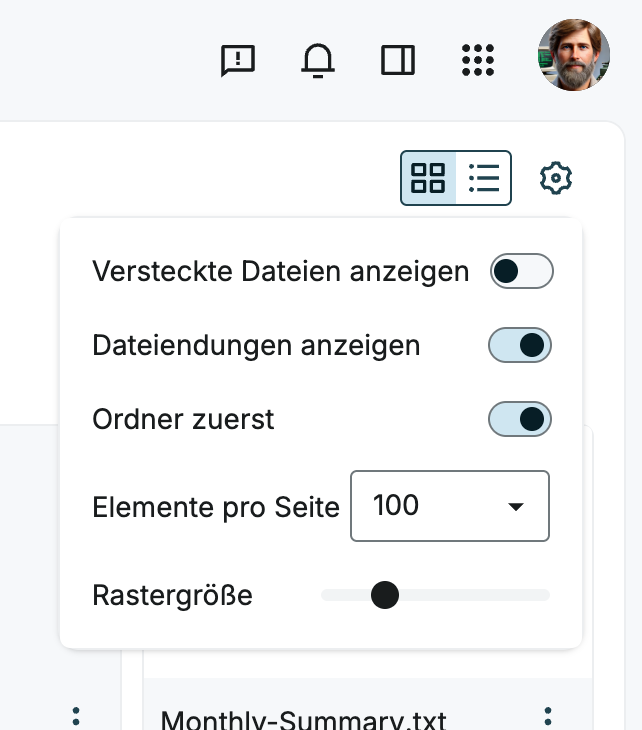 Versteckte Dateien anzeigen
Dateiendungen anzeigen
Ordner zuerst
Elemente pro Seite 100
Rastergröße
Monthly-Summary.txt